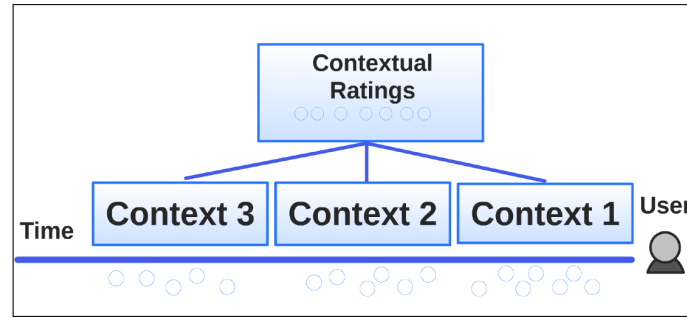 Contextual
Ratings
Context 3
Context 2
Context 1
User
Time